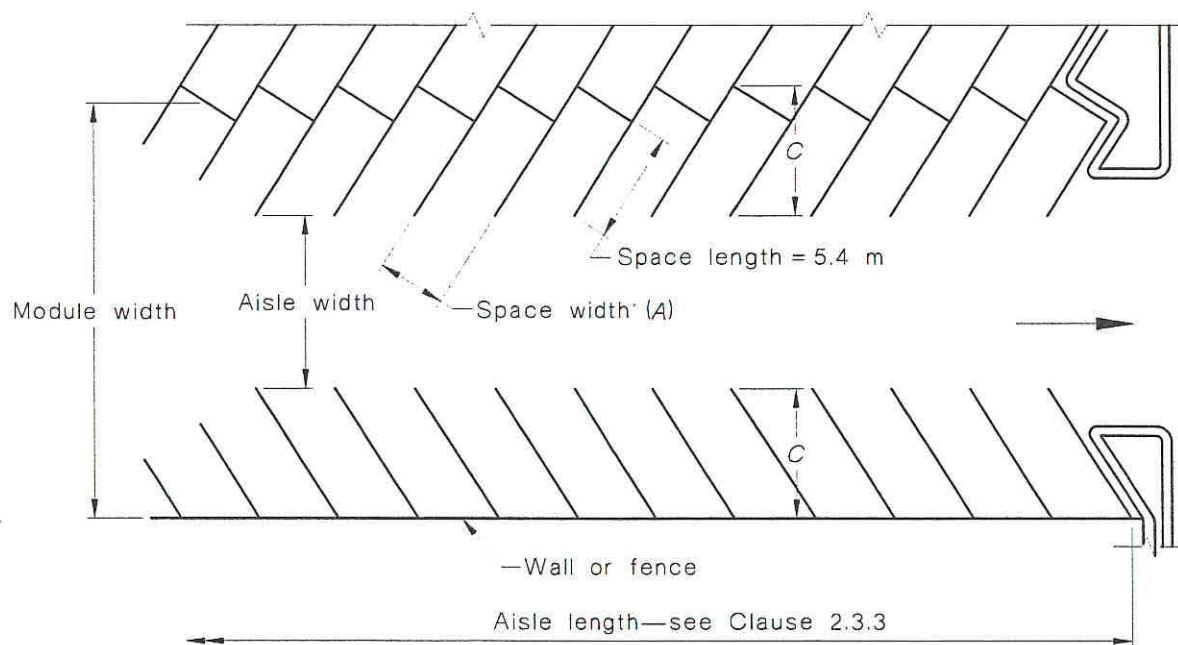 C
Space length = 5.4 m
Module width
Aisle width
Space width (A)
C
Wall or fence
Aisle length—see Clause 2.3.3